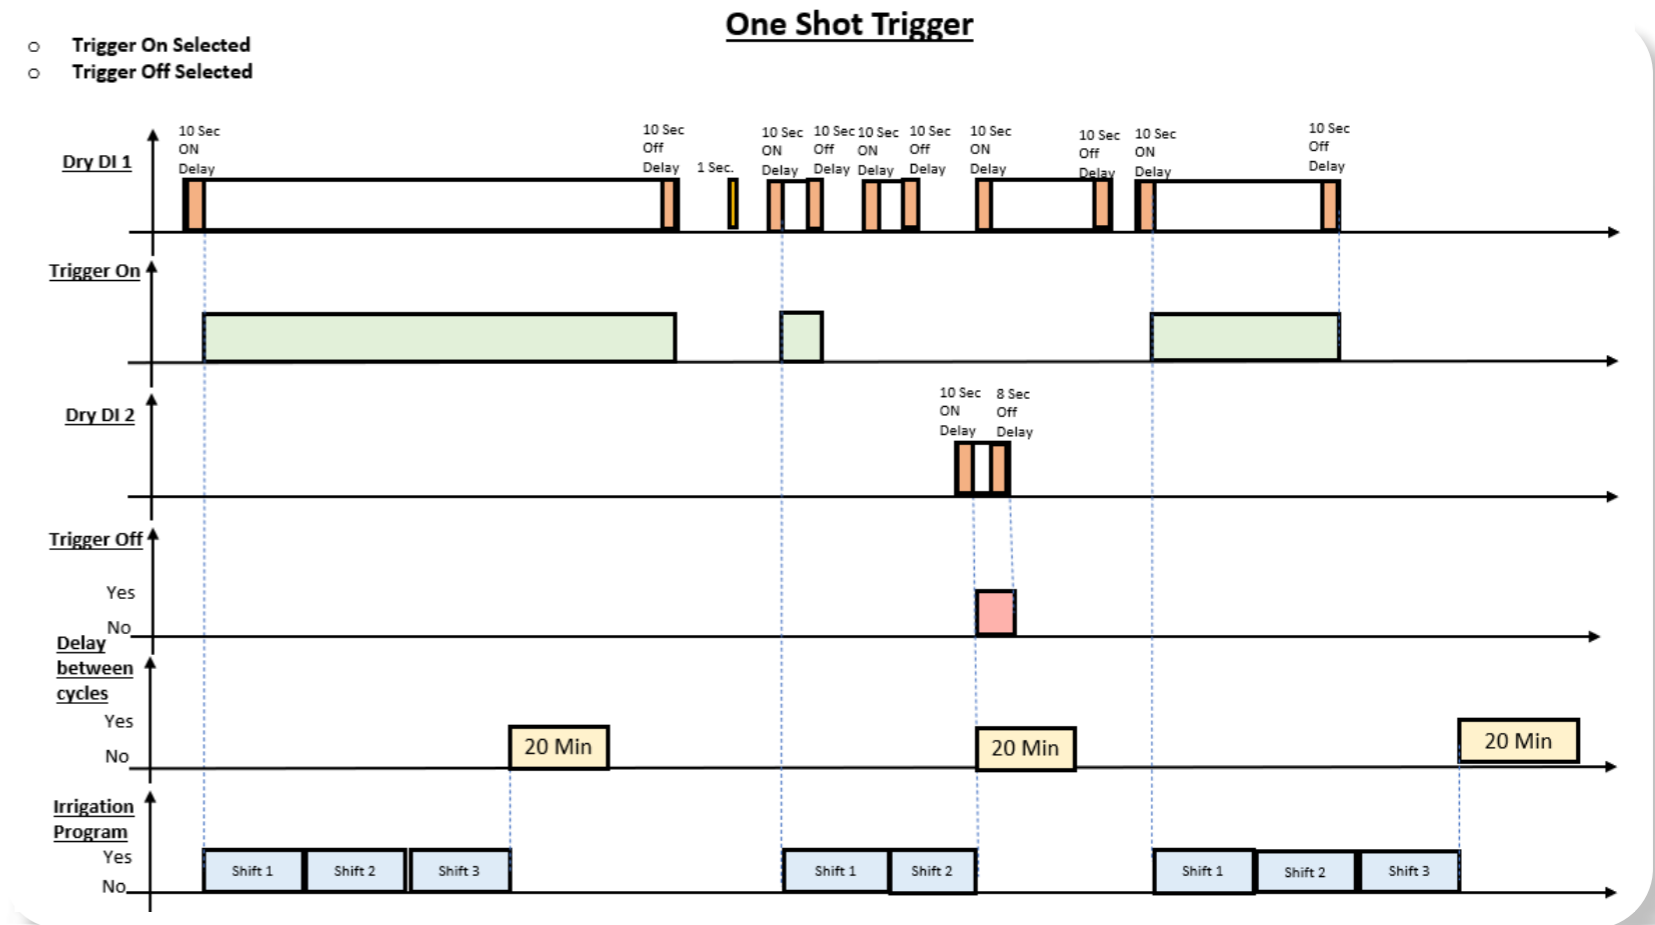 One Shot Trigger
o Trigger On Selected
o Trigger Off Selected
Dry DI 1
10 Sec
ON
Delay
10 Sec
Off
Delay
1 Sec.
10 Sec
ON
Delay
10 Sec
Off
Delay
10 Sec
ON
Delay
10 Sec
Off
Delay
10 Sec
ON
Delay
10 Sec
Off
Delay
10 Sec
ON
Delay
10 Sec
Off
Delay
Trigger On
Dry DI 2
10 Sec
ON
Delay
8 Sec
Off
Delay
Trigger Off
Yes
No
Delay
between
cycles
Yes
No
20 Min
20 Min
20 Min
Irrigation
Program
Yes
No
Shift 1
Shift 2
Shift 3
Shift 1
Shift 2
Shift 1
Shift 2
Shift 3